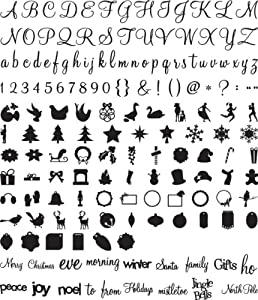 A B C D E F G H I J K L M
N O P Q R S T U V W X Y Z
a b c d e f g h i j k l m n o p q r s t u v w x y z
1 2 3 4 5 6 7 8 9 0 { } & ! ( ) @ * ? : - "
Merry Christmas eve morning winter Santa family Gifts ho
peace joy noel to from Holidays mistletoe Jingle Bells North Pole